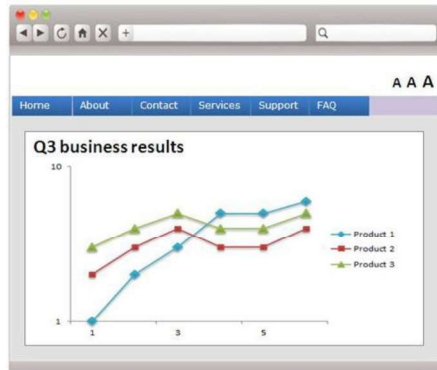 A A A
Home About Contact Services Support FAQ
Q3 business results
10
Product 1
Product 2
Product 3
1
1 3 5